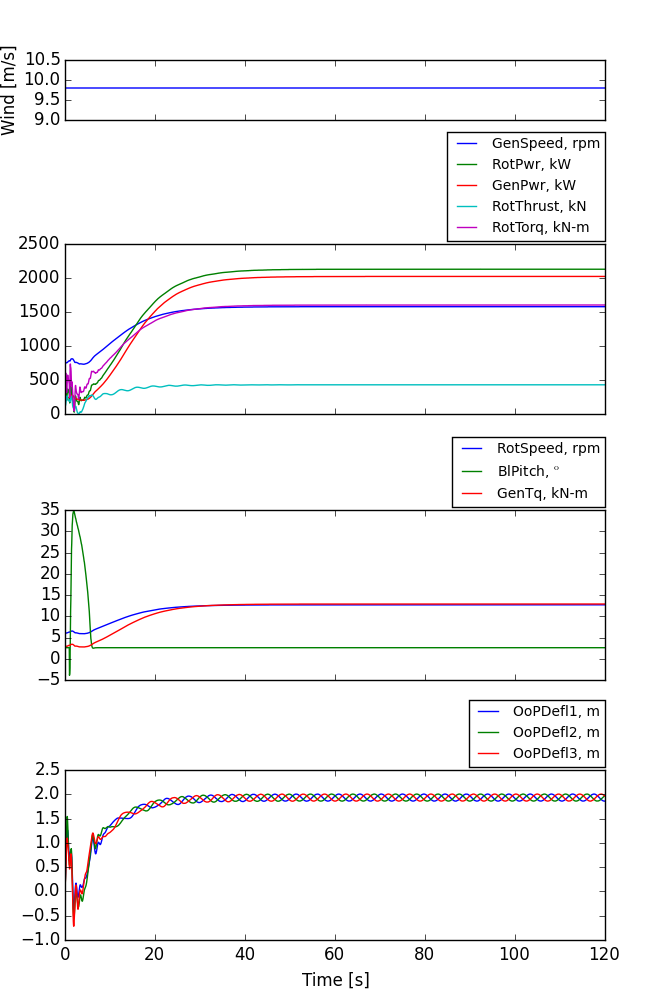 Wind [m/s]
10.5
10.0
9.5
9.0
GenSpeed, rpm
RotPwr, kW
GenPwr, kW
RotThrust, kN
RotTorq, kN-m
2500
2000
1500
1000
500
0
RotSpeed, rpm
BlPitch, °
GenTq, kN-m
35
30
25
20
15
10
5
0
−5
OoPDefl1, m
OoPDefl2, m
OoPDefl3, m
2.5
2.0
1.5
1.0
0.5
0.0
−0.5
−1.0
0 20 40 60 80 100 120
Time [s]